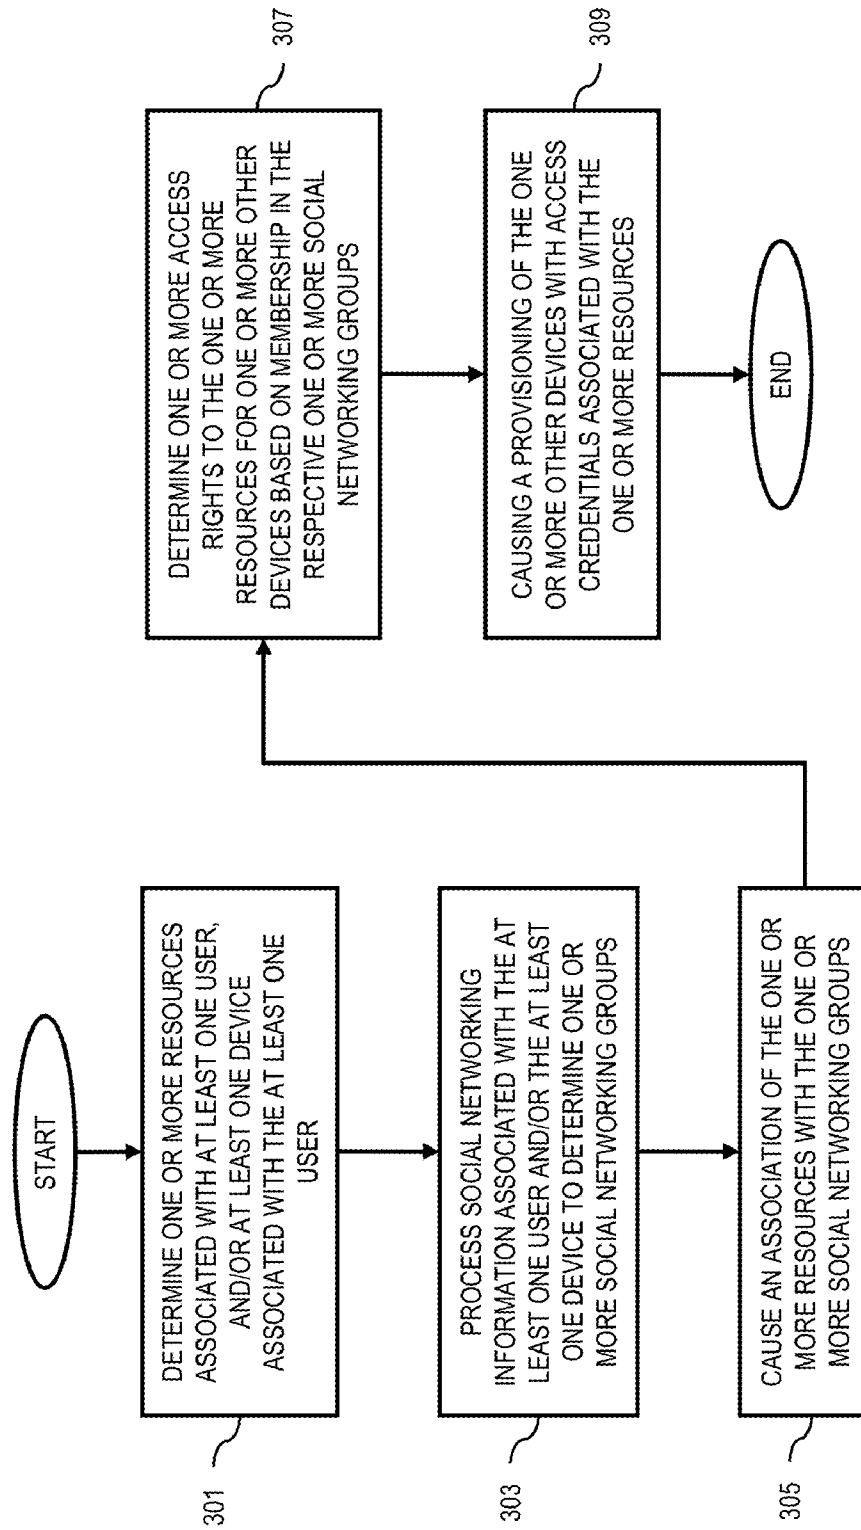 START
DETERMINE ONE OR MORE RESOURCES
ASSOCIATED WITH AT LEAST ONE USER,
AND/OR AT LEAST ONE DEVICE
ASSOCIATED WITH THE AT LEAST ONE
USER
301
PROCESS SOCIAL NETWORKING
INFORMATION ASSOCIATED WITH THE AT
LEAST ONE USER AND/OR THE AT LEAST
ONE DEVICE TO DETERMINE ONE OR
MORE SOCIAL NETWORKING GROUPS
303
CAUSE AN ASSOCIATION OF THE ONE OR
MORE RESOURCES WITH THE ONE OR
MORE SOCIAL NETWORKING GROUPS
305
DETERMINE ONE OR MORE ACCESS
RIGHTS TO THE ONE OR MORE
RESOURCES FOR ONE OR MORE OTHER
DEVICES BASED ON MEMBERSHIP IN THE
RESPECTIVE ONE OR MORE SOCIAL
NETWORKING GROUPS
307
CAUSING A PROVISIONING OF THE ONE
OR MORE OTHER DEVICES WITH ACCESS
CREDENTIALS ASSOCIATED WITH THE
ONE OR MORE RESOURCES
309
END